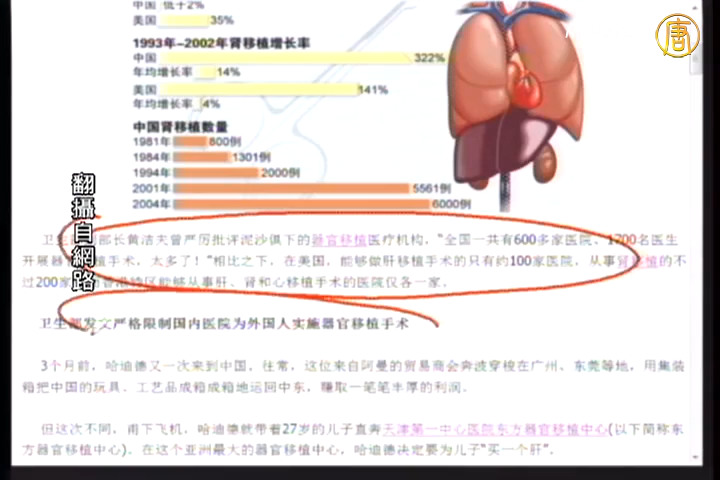 唐
中国 低于2%
美国 35%
1993年-2002年肾移植增长率
中国 322%
年均增长率 14%
美国 141%
年均增长率 4%
中国肾移植数量
1981年 800例
1984年 1301例
1994年 2000例
2001年 5561例
2004年 6000例
翻攝自網路
卫生 部长黄洁夫曾严厉批评泥沙俱下的器官移植医疗机构，“全国一共有600多家医院、1700名医生
开展器 植手术，太多了！”相比之下，在美国，能够做肝移植手术的只有约100家医院，从事肾移植的不
过200家 香港特区能够从事肝、肾和心移植手术的医院仅各一家。
卫生部发文严格限制国内医院为外国人实施器官移植手术
3个月前，哈迪德又一次来到中国，往常，这位来自阿曼的贸易商会奔波穿梭在广州、东莞等地，用集装
箱把中国的玩具、工艺品成箱成箱地运回中东，赚取一笔笔丰厚的利润。
但这次不同，甫下飞机，哈迪德就带着27岁的儿子直奔天津第一中心医院东方器官移植中心(以下简称东
方器官移植中心)。在这个亚洲最大的器官移植中心，哈迪德决定要为儿子“买一个肝”。